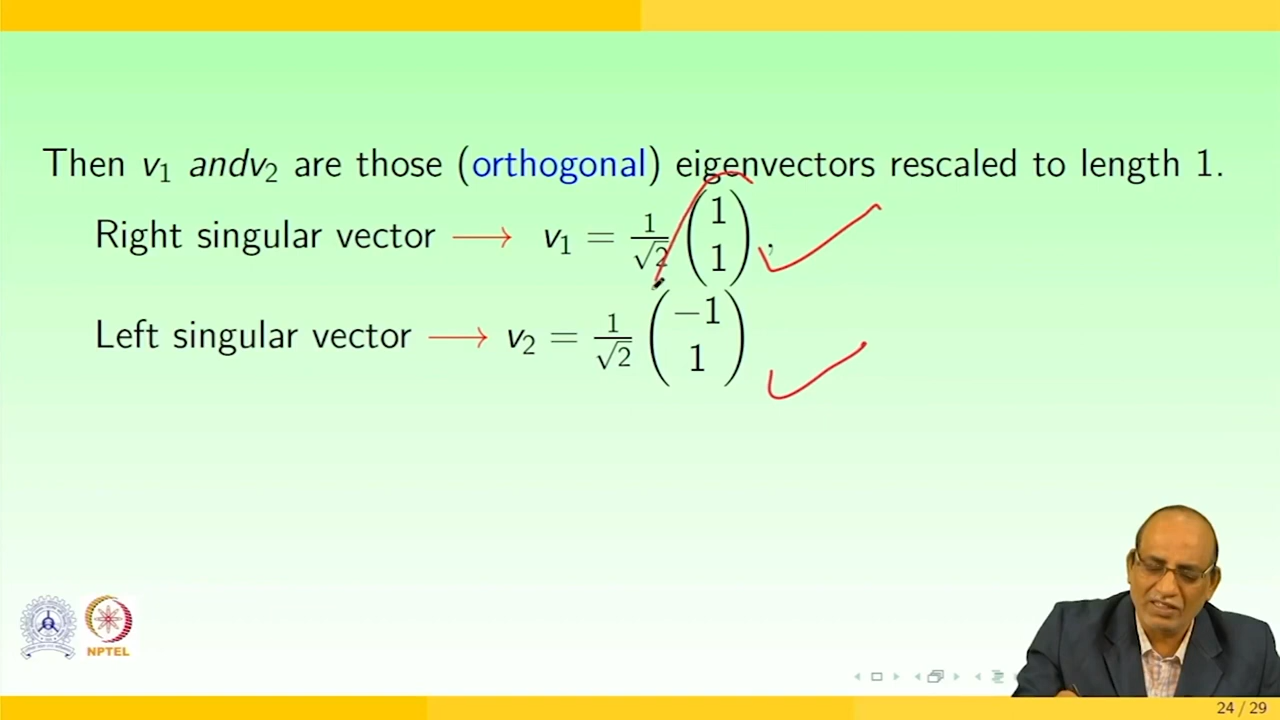 Then v₁ andv₂ are those (orthogonal) eigenvectors rescaled to length 1.
Right singular vector ⟶ v₁ = 1/√2 (1 1),
Left singular vector ⟶ v₂ = 1/√2 (−1 1)
NPTEL
24 / 29